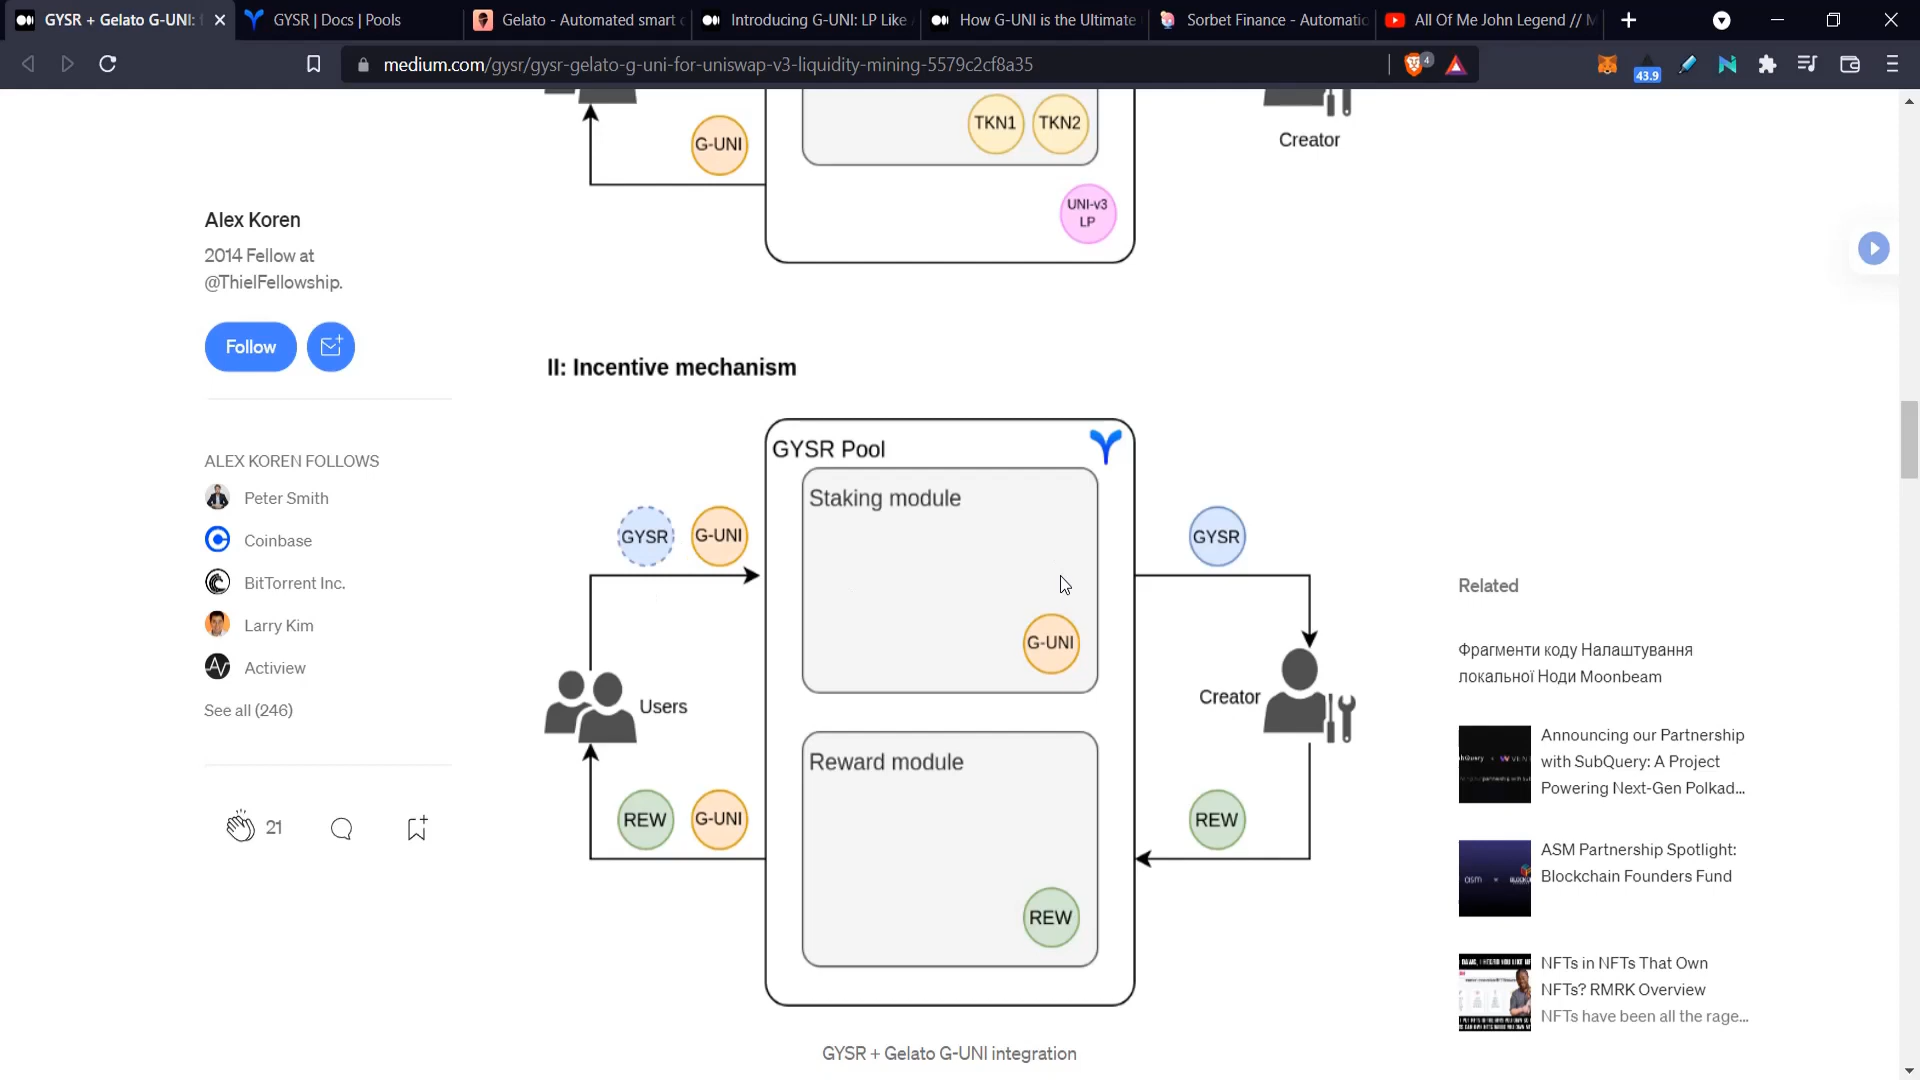 GYSR + Gelato G-UNI:
GYSR | Docs | Pools
Gelato - Automated smart
Introducing G-UNI: LP Like
How G-UNI is the Ultimate
Sorbet Finance - Automatio
All Of Me John Legend // M
medium.com/gysr/gysr-gelato-g-uni-for-uniswap-v3-liquidity-mining-5579c2cf8a35
4
43.9
TKN1
TKN2
G-UNI
UNI-v3
LP
Creator
Alex Koren
2014 Fellow at
@ThielFellowship.
Follow
ALEX KOREN FOLLOWS
Peter Smith
Coinbase
BitTorrent Inc.
Larry Kim
Actiview
See all (246)
21
II: Incentive mechanism
GYSR Pool
Staking module
GYSR
G-UNI
GYSR
G-UNI
Users
Creator
Reward module
REW
G-UNI
REW
REW
GYSR + Gelato G-UNI integration
Related
Фрагменти коду Налаштування
локальної Ноди Moonbeam
Announcing our Partnership
with SubQuery: A Project
Powering Next-Gen Polkad...
ASM Partnership Spotlight:
Blockchain Founders Fund
NFTs in NFTs That Own
NFTs? RMRK Overview
NFTs have been all the rage...